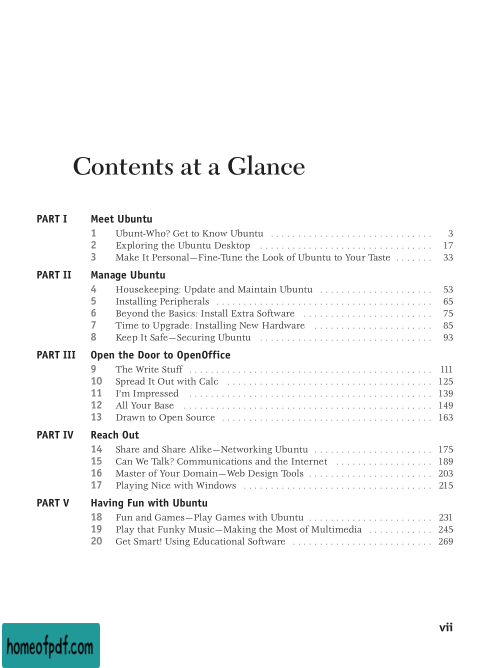 Contents at a Glance
PART I Meet Ubuntu
1 Ubunt-Who? Get to Know Ubuntu . . . . . . . . . . . . . . . . . . . . . . . . . . . . . . 3
2 Exploring the Ubuntu Desktop . . . . . . . . . . . . . . . . . . . . . . . . . . . . . . . . 17
3 Make It Personal—Fine-Tune the Look of Ubuntu to Your Taste . . . . . . . 33
PART II Manage Ubuntu
4 Housekeeping: Update and Maintain Ubuntu . . . . . . . . . . . . . . . . . . . . . 53
5 Installing Peripherals . . . . . . . . . . . . . . . . . . . . . . . . . . . . . . . . . . . . . . . . 65
6 Beyond the Basics: Install Extra Software . . . . . . . . . . . . . . . . . . . . . . . . 75
7 Time to Upgrade: Installing New Hardware . . . . . . . . . . . . . . . . . . . . . . 85
8 Keep It Safe—Securing Ubuntu . . . . . . . . . . . . . . . . . . . . . . . . . . . . . . . . 93
PART III Open the Door to OpenOffice
9 The Write Stuff . . . . . . . . . . . . . . . . . . . . . . . . . . . . . . . . . . . . . . . . . . . . . 111
10 Spread It Out with Calc . . . . . . . . . . . . . . . . . . . . . . . . . . . . . . . . . . . . . . 125
11 I'm Impressed . . . . . . . . . . . . . . . . . . . . . . . . . . . . . . . . . . . . . . . . . . . . . 139
12 All Your Base . . . . . . . . . . . . . . . . . . . . . . . . . . . . . . . . . . . . . . . . . . . . . . 149
13 Drawn to Open Source . . . . . . . . . . . . . . . . . . . . . . . . . . . . . . . . . . . . . . . 163
PART IV Reach Out
14 Share and Share Alike—Networking Ubuntu . . . . . . . . . . . . . . . . . . . . . . 175
15 Can We Talk? Communications and the Internet . . . . . . . . . . . . . . . . . . 189
16 Master of Your Domain—Web Design Tools . . . . . . . . . . . . . . . . . . . . . . . 203
17 Playing Nice with Windows . . . . . . . . . . . . . . . . . . . . . . . . . . . . . . . . . . . 215
PART V Having Fun with Ubuntu
18 Fun and Games—Play Games with Ubuntu . . . . . . . . . . . . . . . . . . . . . . . 231
19 Play that Funky Music—Making the Most of Multimedia . . . . . . . . . . . . 245
20 Get Smart! Using Educational Software . . . . . . . . . . . . . . . . . . . . . . . . . . 269
vii
homeofpdf.com